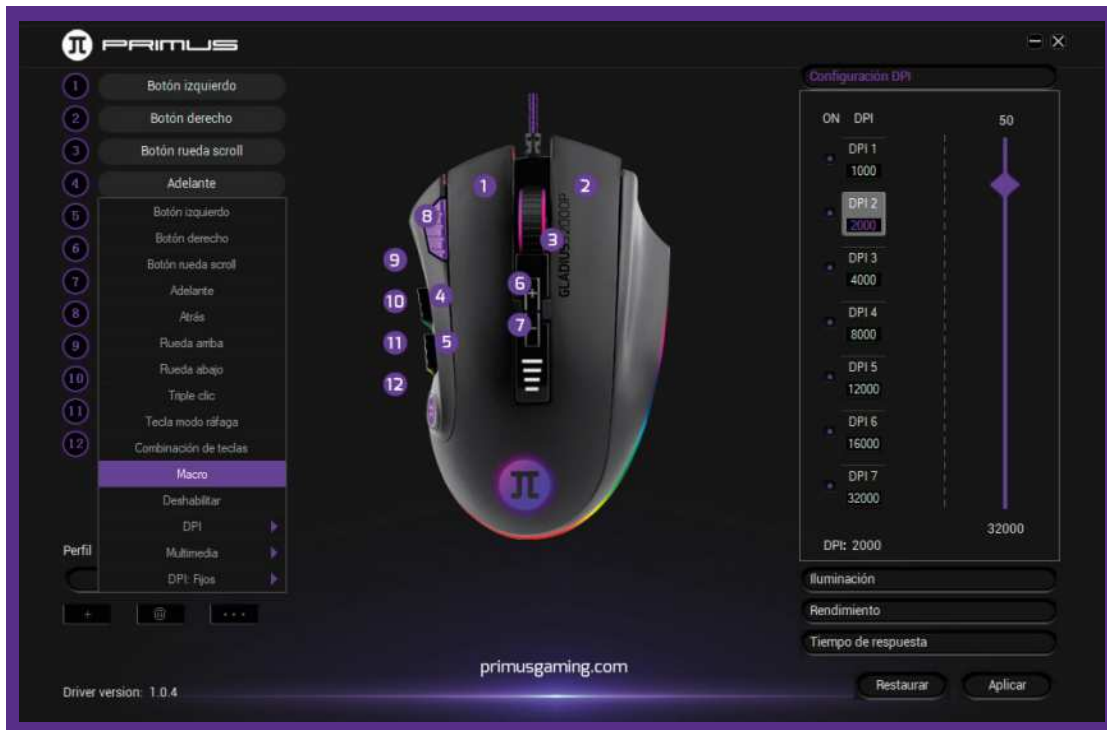 PRIMUS
1 Botón izquierdo
2 Botón derecho
3 Botón rueda scroll
4 Adelante
5
6
7
8
9
10
11
12
Botón izquierdo
Botón derecho
Botón rueda scroll
Adelante
Atrás
Rueda arriba
Rueda abajo
Triple clic
Tecla modo ráfaga
Combinación de teclas
Macro
Deshabilitar
DPI
Multimedia
DPI: Fijos
Perfil
+
Driver version: 1.0.4
1
2
8
3
9
6
4
10
7
11
5
12
GLADIUS32000P
primusgaming.com
Configuración DPI
ON DPI
50
DPI 1
1000
DPI 2
2000
DPI 3
4000
DPI 4
8000
DPI 5
12000
DPI 6
16000
DPI 7
32000
32000
DPI: 2000
Iluminación
Rendimiento
Tiempo de respuesta
Restaurar
Aplicar